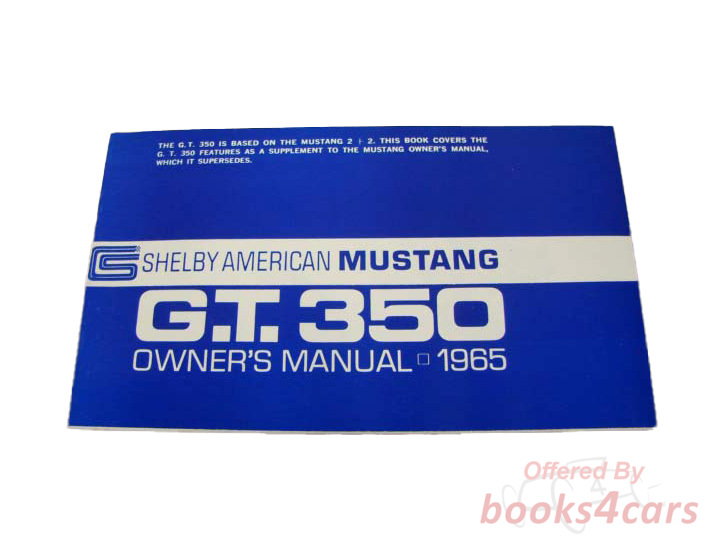 THE G.T. 350 IS BASED ON THE MUSTANG 2 + 2. THIS BOOK COVERS THE
G. T. 350 FEATURES AS A SUPPLEMENT TO THE MUSTANG OWNER'S MANUAL,
WHICH IT SUPERSEDES.
SHELBY AMERICAN MUSTANG
G.T. 350
OWNER'S MANUAL □ 1965
Offered By
books4cars